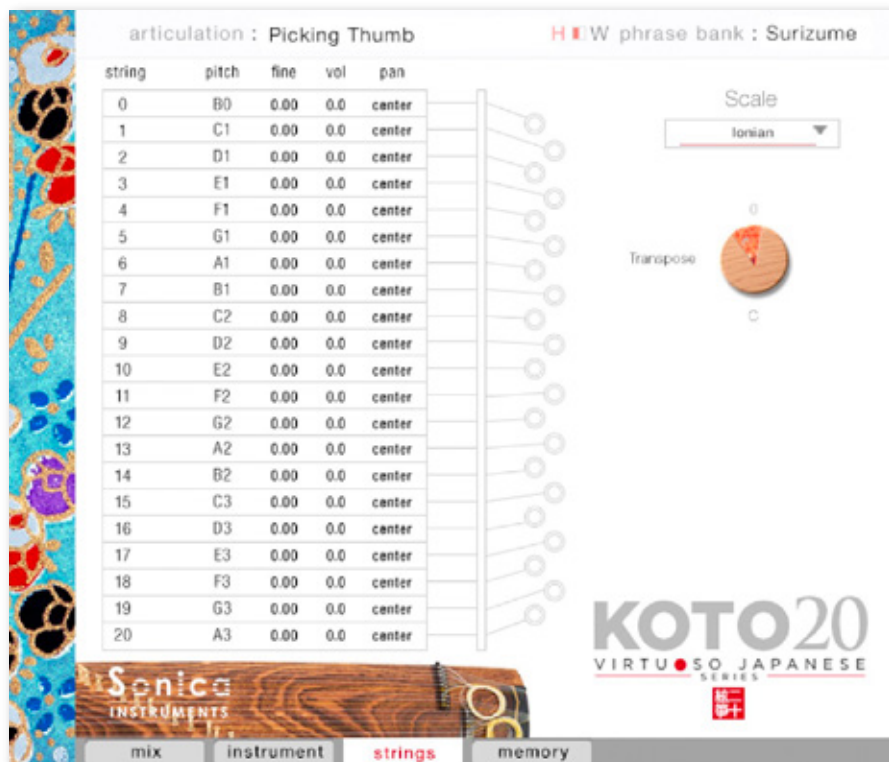 articulation : Picking Thumb
H W phrase bank : Surizume
string pitch fine vol pan
0 B0 0.00 0.0 center
1 C1 0.00 0.0 center
2 D1 0.00 0.0 center
3 E1 0.00 0.0 center
4 F1 0.00 0.0 center
5 G1 0.00 0.0 center
6 A1 0.00 0.0 center
7 B1 0.00 0.0 center
8 C2 0.00 0.0 center
9 D2 0.00 0.0 center
10 E2 0.00 0.0 center
11 F2 0.00 0.0 center
12 G2 0.00 0.0 center
13 A2 0.00 0.0 center
14 B2 0.00 0.0 center
15 C3 0.00 0.0 center
16 D3 0.00 0.0 center
17 E3 0.00 0.0 center
18 F3 0.00 0.0 center
19 G3 0.00 0.0 center
20 A3 0.00 0.0 center
Scale
Ionian
0
Transpose
C
KOTO20
VIRTUOSO JAPANESE
SERIES
二十
絃箏
Sonica
INSTRUMENTS
mix instrument strings memory